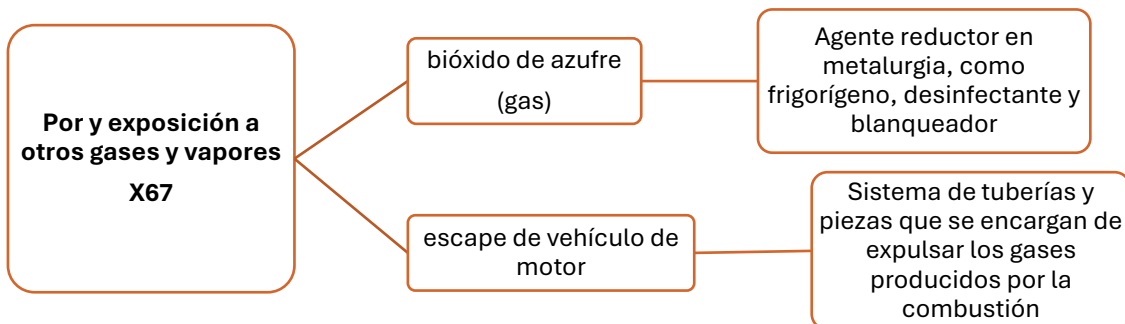 Por y exposición a
otros gases y vapores
X67
bióxido de azufre
(gas)
Agente reductor en
metalurgia, como
frigorígeno, desinfectante y
blanqueador
escape de vehículo de
motor
Sistema de tuberías y
piezas que se encargan de
expulsar los gases
producidos por la
combustión